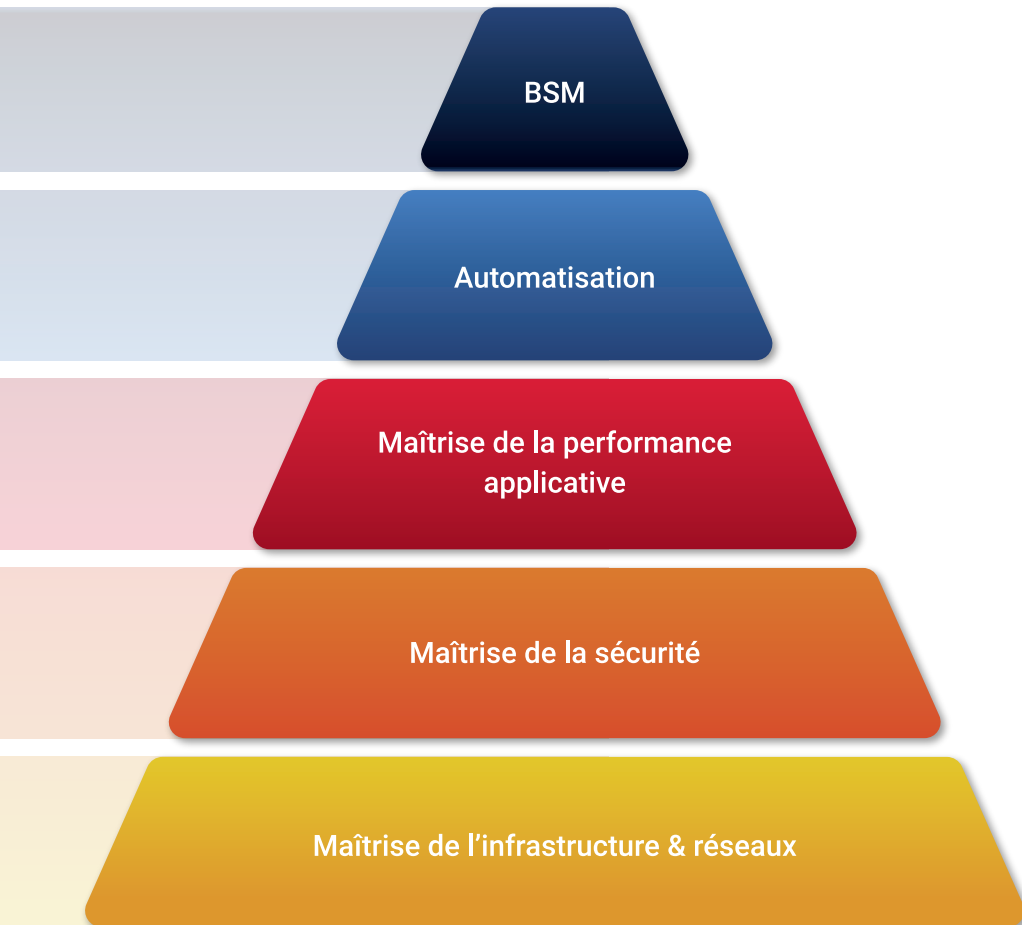 BSM
Automatisation
Maîtrise de la performance
applicative
Maîtrise de la sécurité
Maîtrise de l’infrastructure & réseaux